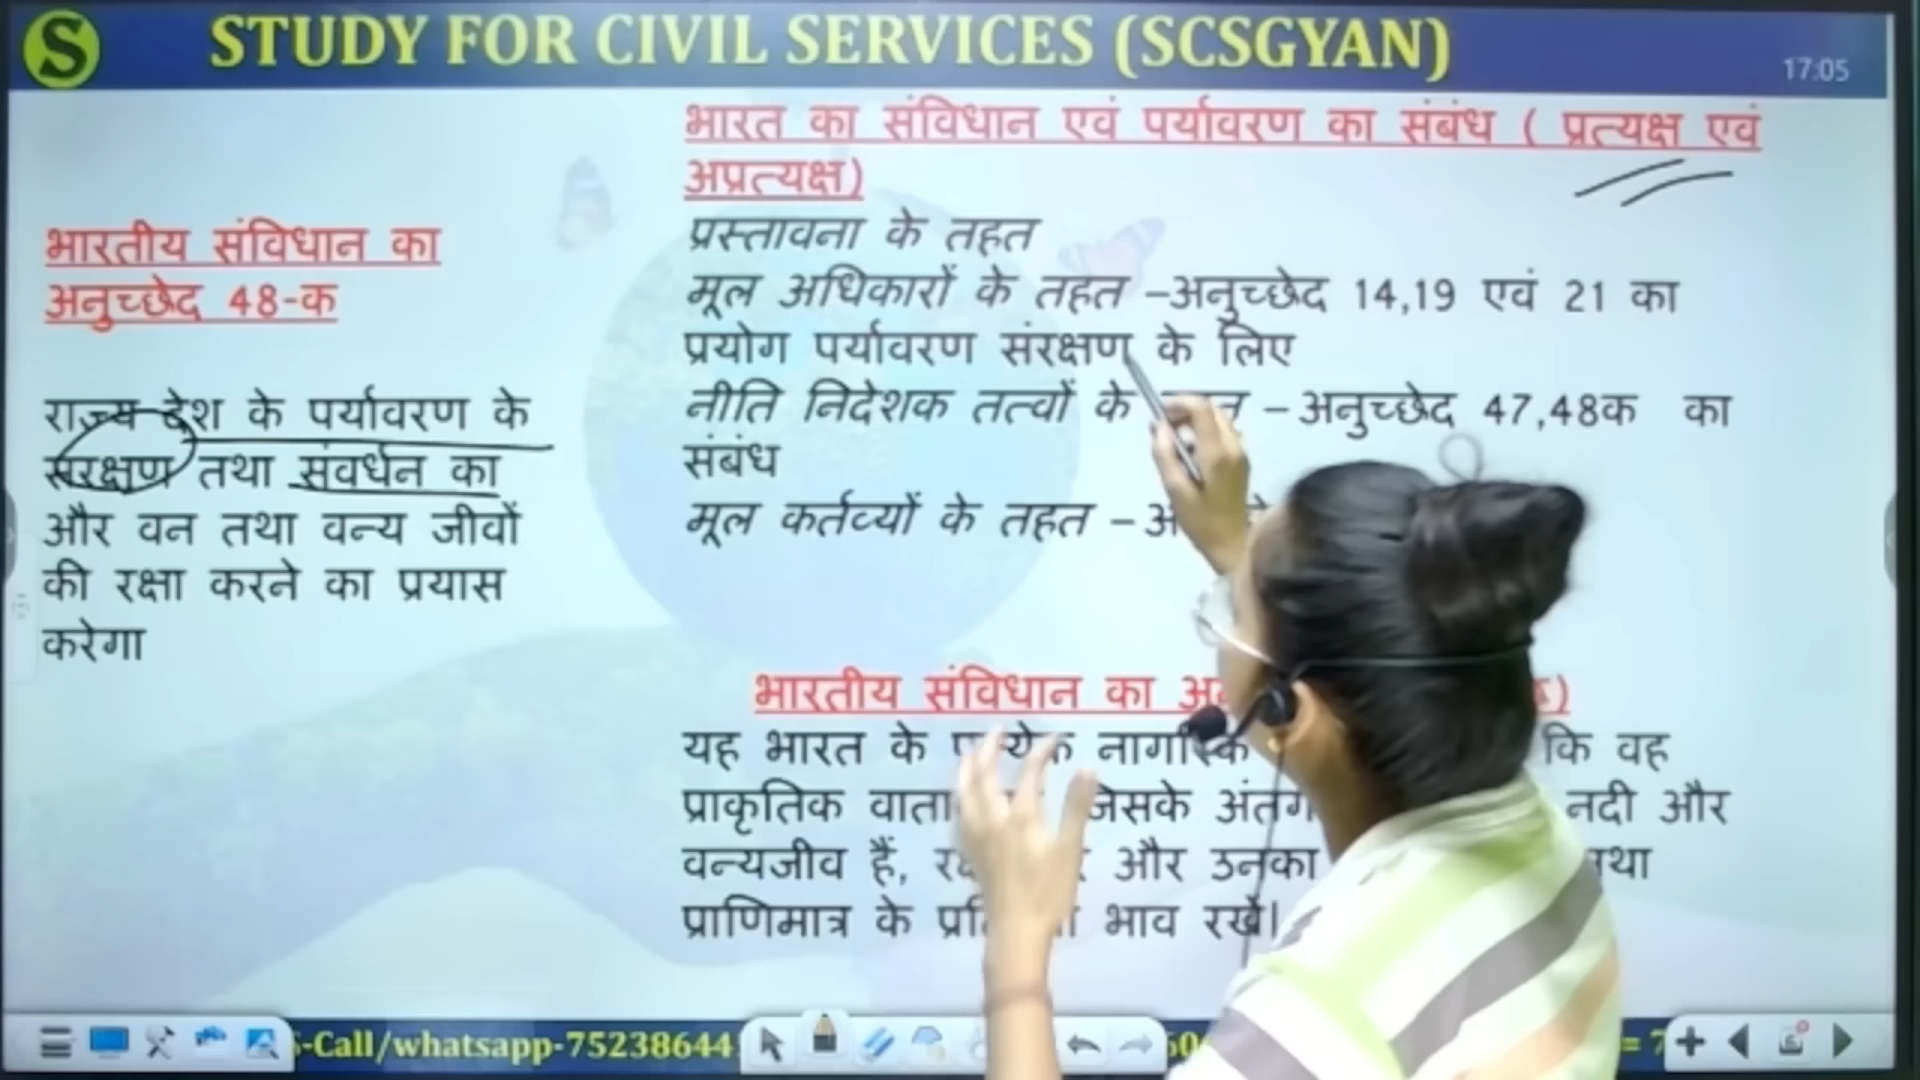 S STUDY FOR CIVIL SERVICES (SCSGYAN)
17:05
भारतीय संविधान का
अनुच्छेद 48-क
राज्य देश के पर्यावरण के
संरक्षण तथा संवर्धन का
और वन तथा वन्य जीवों
की रक्षा करने का प्रयास
करेगा
भारत का संविधान एवं पर्यावरण का संबंध ( प्रत्यक्ष एवं
अप्रत्यक्ष)
प्रस्तावना के तहत
मूल अधिकारों के तहत –अनुच्छेद 14,19 एवं 21 का
प्रयोग पर्यावरण संरक्षण के लिए
नीति निदेशक तत्वों के – अनुच्छेद 47,48क का
संबंध
मूल कर्तव्यों के तहत –
भारतीय संविधान का
यह भारत के नागरिक कि वह
प्राकृतिक जिसके नदी और
वन्यजीव हैं, और उनका तथा
प्राणिमात्र के भाव रखे।
-Call/whatsapp-75238644